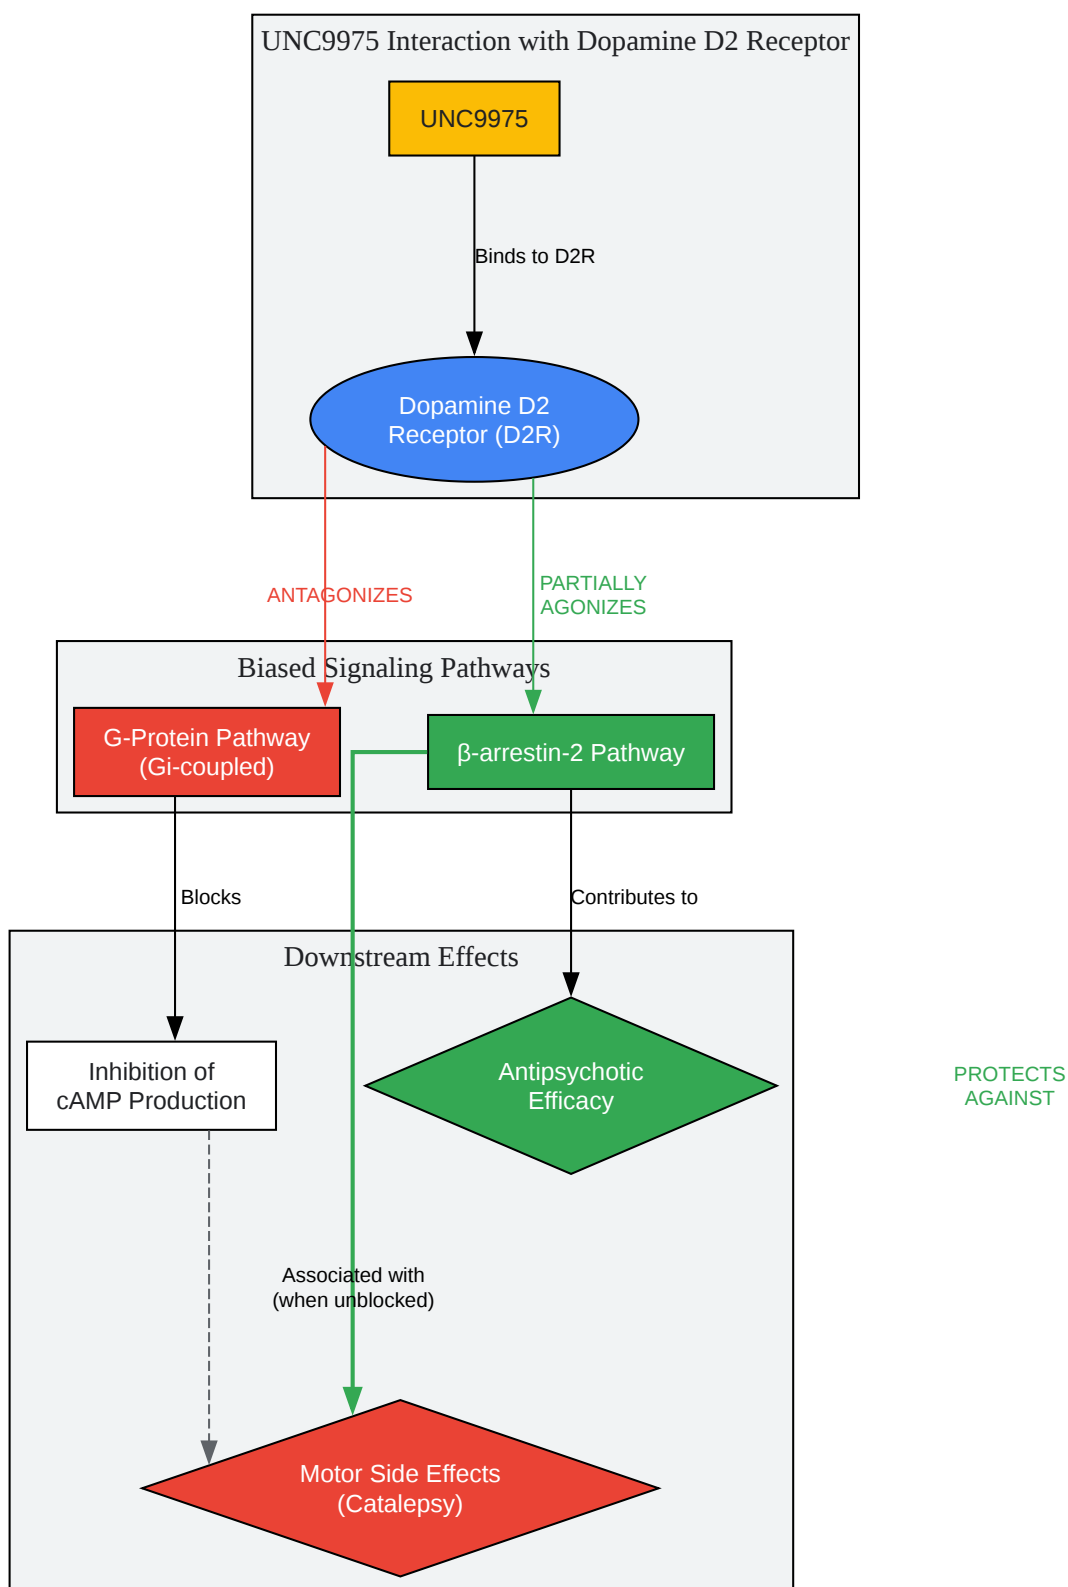 UNC9975 Interaction with Dopamine D2 Receptor
UNC9975
Binds to D2R
Dopamine D2
Receptor (D2R)
ANTAGONIZES
PARTIALLY
AGONIZES
Biased Signaling Pathways
G-Protein Pathway
(Gi-coupled)
β-arrestin-2 Pathway
Blocks
Contributes to
Downstream Effects
Inhibition of
cAMP Production
Antipsychotic
Efficacy
PROTECTS
AGAINST
Associated with
(when unblocked)
Motor Side Effects
(Catalepsy)